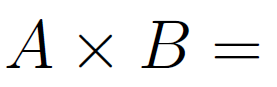 A × B =